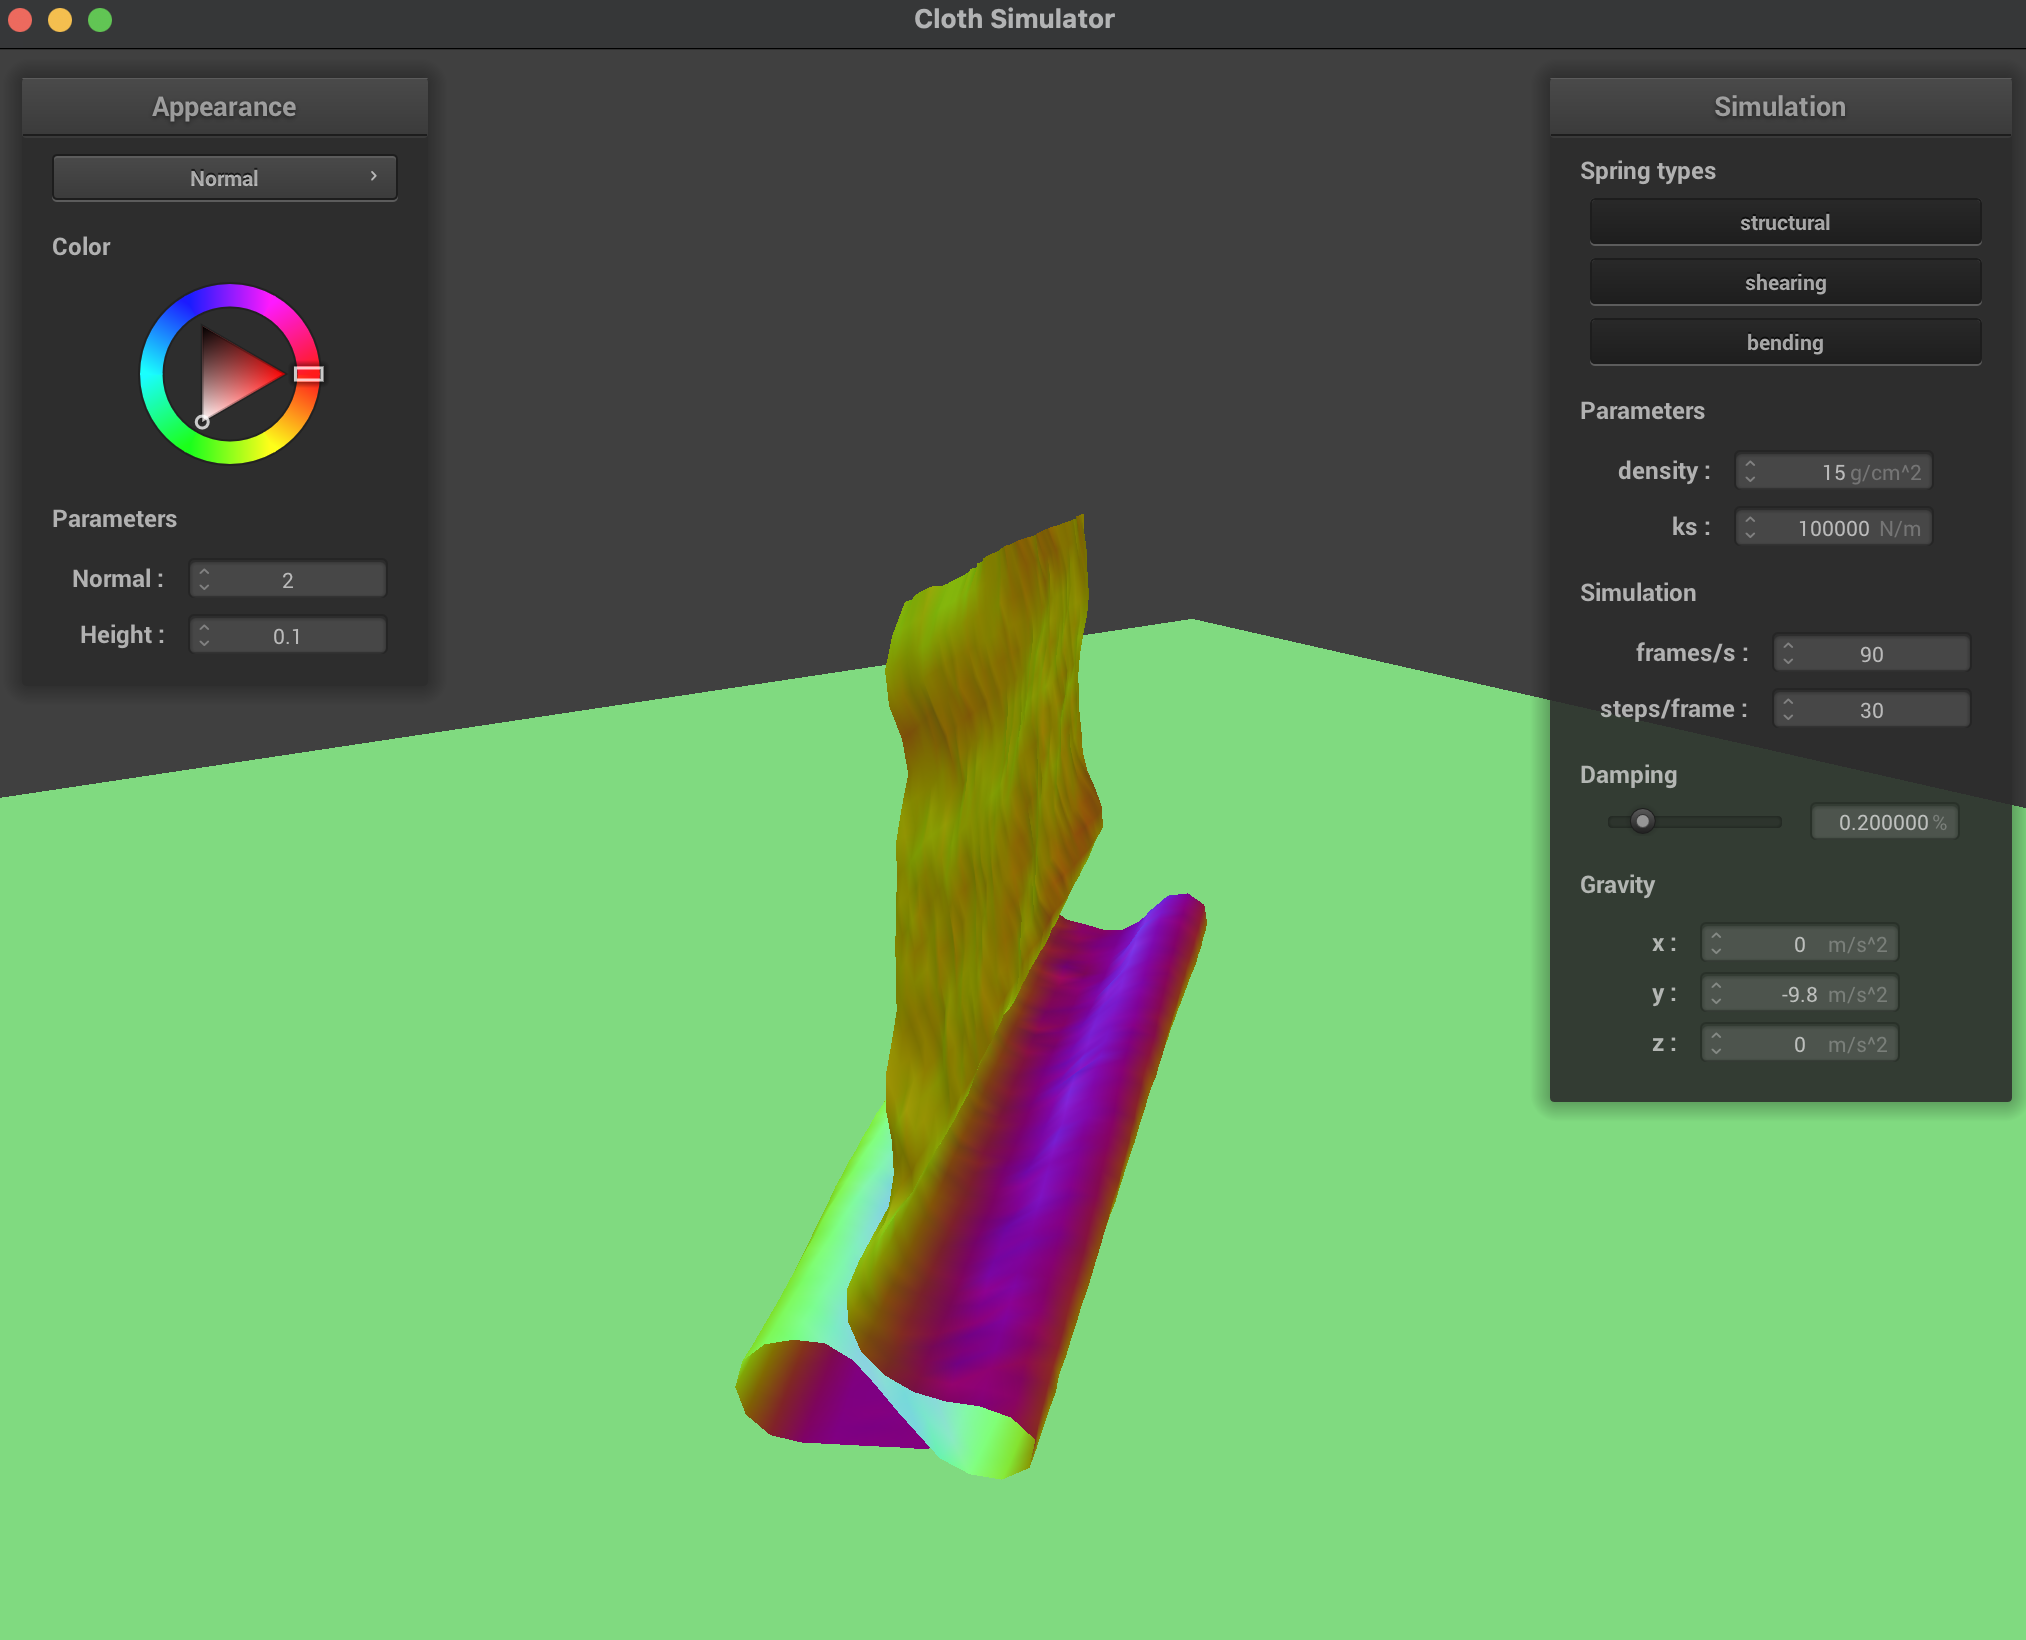 Cloth Simulator
Appearance
Normal
Color
Parameters
Normal : 2
Height : 0.1
Simulation
Spring types
structural
shearing
bending
Parameters
density : 15 g/cm^2
ks : 100000 N/m
Simulation
frames/s : 90
steps/frame : 30
Damping
0.200000 %
Gravity
x : 0 m/s^2
y : -9.8 m/s^2
z : 0 m/s^2